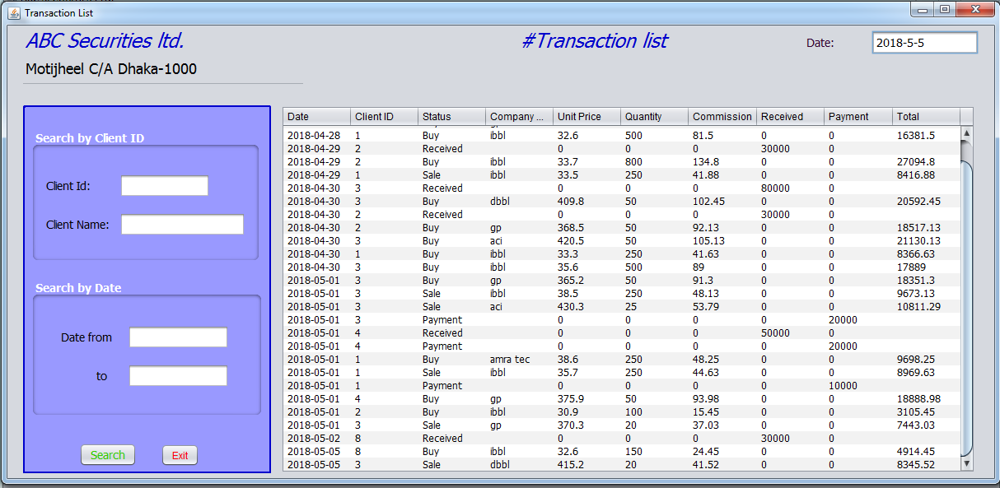 Transaction List
ABC Securities ltd.
#Transaction list
Date:
2018-5-5
Motijheel C/A Dhaka-1000
Search by Client ID
Client Id:
Client Name:
Search by Date
Date from
to
Search Exit
Date Client ID Status Company ... Unit Price Quantity Commission Received Payment Total
2018-04-28 1 Buy ibbl 32.6 500 81.5 0 0 16381.5
2018-04-29 2 Received 0 0 0 30000 0
2018-04-29 2 Buy ibbl 33.7 800 134.8 0 0 27094.8
2018-04-29 1 Sale ibbl 33.5 250 41.88 0 0 8416.88
2018-04-30 3 Received 0 0 0 80000 0
2018-04-30 3 Buy dbbl 409.8 50 102.45 0 0 20592.45
2018-04-30 2 Received 0 0 0 30000 0
2018-04-30 2 Buy gp 368.5 50 92.13 0 0 18517.13
2018-04-30 3 Buy aci 420.5 50 105.13 0 0 21130.13
2018-04-30 1 Buy ibbl 33.3 250 41.63 0 0 8366.63
2018-04-30 3 Buy ibbl 35.6 500 89 0 0 17889
2018-05-01 3 Buy gp 365.2 50 91.3 0 0 18351.3
2018-05-01 3 Sale ibbl 38.5 250 48.13 0 0 9673.13
2018-05-01 3 Sale aci 430.3 25 53.79 0 0 10811.29
2018-05-01 3 Payment 0 0 0 0 20000
2018-05-01 4 Received 0 0 0 50000 0
2018-05-01 4 Payment 0 0 0 0 20000
2018-05-01 1 Buy amra tec 38.6 250 48.25 0 0 9698.25
2018-05-01 1 Sale ibbl 35.7 250 44.63 0 0 8969.63
2018-05-01 1 Payment 0 0 0 0 10000
2018-05-01 4 Buy gp 375.9 50 93.98 0 0 18888.98
2018-05-01 2 Buy ibbl 30.9 100 15.45 0 0 3105.45
2018-05-01 3 Sale gp 370.3 20 37.03 0 0 7443.03
2018-05-02 8 Received 0 0 0 30000 0
2018-05-05 8 Buy ibbl 32.6 150 24.45 0 0 4914.45
2018-05-05 3 Sale dbbl 415.2 20 41.52 0 0 8345.52